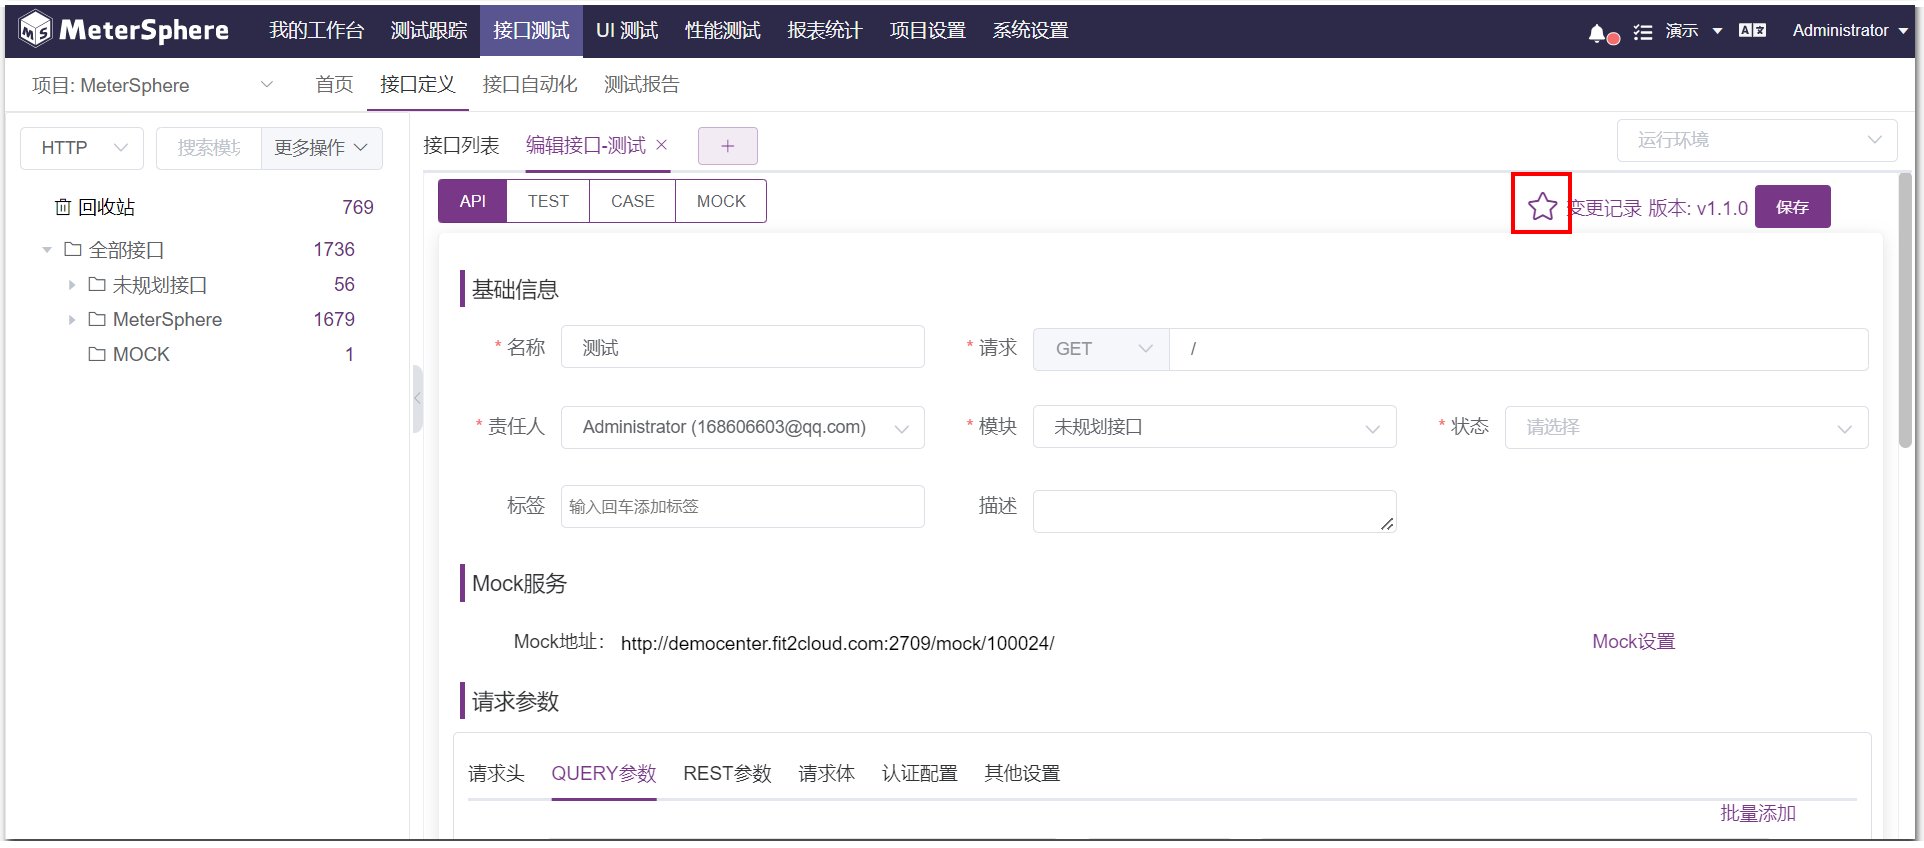 MeterSphere 我的工作台 测试跟踪 接口测试 UI 测试 性能测试 报表统计 项目设置 系统设置 演示 Administrator
项目: MeterSphere 首页 接口定义 接口自动化 测试报告
HTTP 搜索模块 更多操作 接口列表 编辑接口-测试 × + 运行环境
回收站 769
全部接口 1736
未规划接口 56
MeterSphere 1679
MOCK 1
API TEST CASE MOCK 变更记录 版本: v1.1.0 保存
基础信息
* 名称 测试 * 请求 GET /
* 责任人 Administrator (168606603@qq.com) * 模块 未规划接口 * 状态 请选择
标签 输入回车添加标签 描述
Mock服务
Mock地址： http://democenter.fit2cloud.com:2709/mock/100024/ Mock设置
请求参数
请求头 QUERY参数 REST参数 请求体 认证配置 其他设置
批量添加